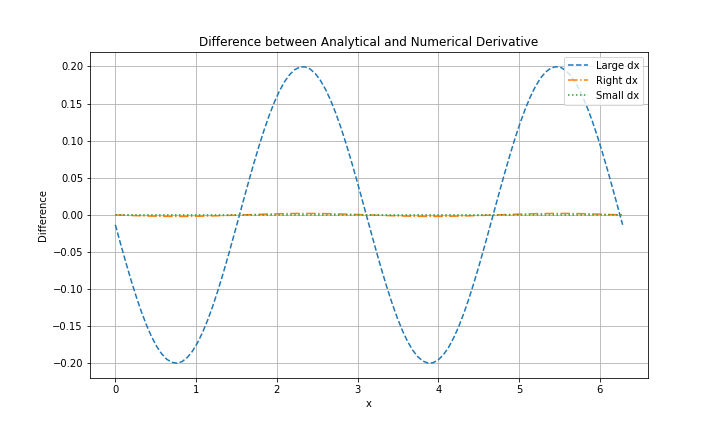 Difference between Analytical and Numerical Derivative
Large dx
Right dx
Small dx
Difference
0.20
0.15
0.10
0.05
0.00
−0.05
−0.10
−0.15
−0.20
0 1 2 3 4 5 6
x